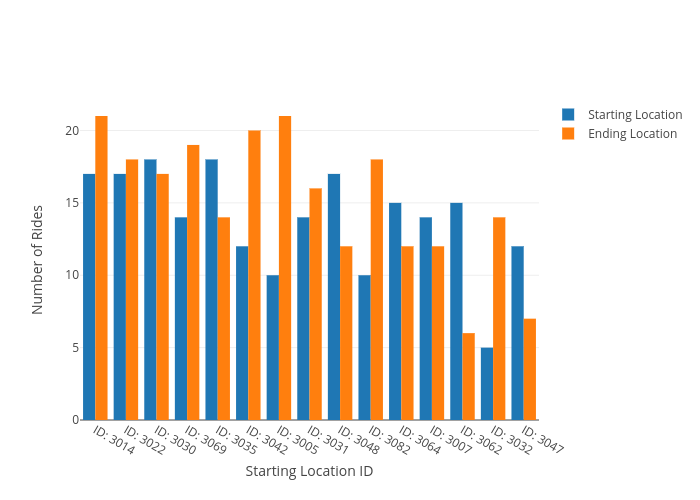 Starting Location
Ending Location
Number of Rides
20
15
10
5
0
ID: 3014
ID: 3022
ID: 3030
ID: 3069
ID: 3035
ID: 3042
ID: 3005
ID: 3031
ID: 3048
ID: 3082
ID: 3064
ID: 3007
ID: 3062
ID: 3032
ID: 3047
Starting Location ID